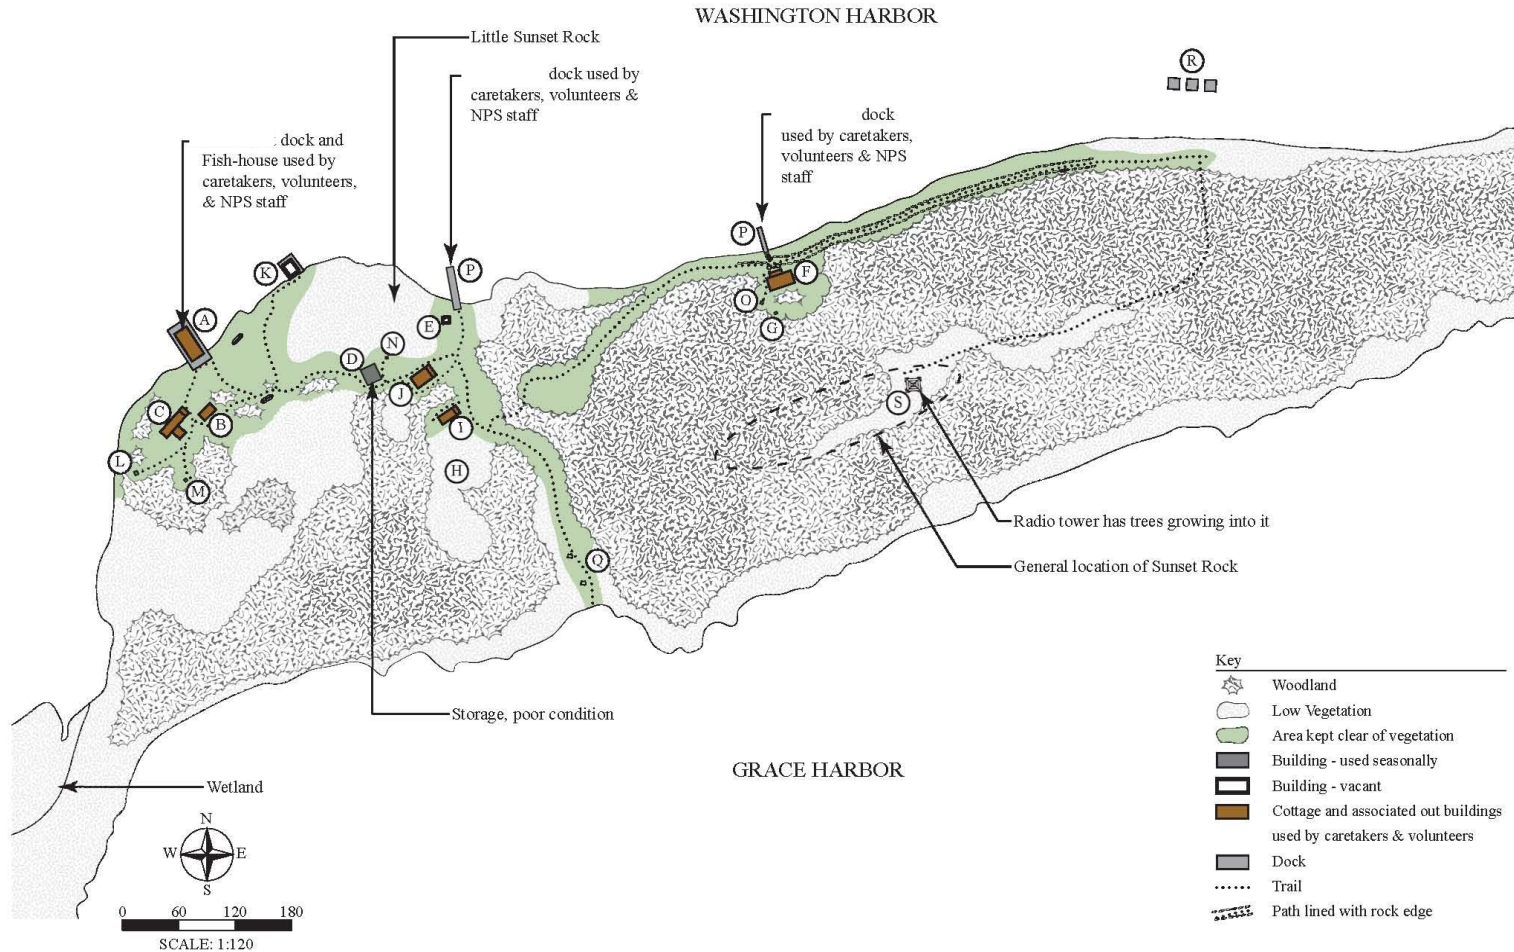 WASHINGTON HARBOR
Little Sunset Rock
dock used by
caretakers, volunteers &
NPS staff
dock and
Fish-house used by
caretakers, volunteers,
& NPS staff
dock
used by caretakers,
volunteers & NPS
staff
R
P
F
O
G
K
P
A
E
N
D
J
C
B
I
S
L
H
M
Q
Radio tower has trees growing into it
General location of Sunset Rock
Storage, poor condition
GRACE HARBOR
Wetland
N
W E
S
0 60 120 180
SCALE: 1:120
Key
Woodland
Low Vegetation
Area kept clear of vegetation
Building - used seasonally
Building - vacant
Cottage and associated out buildings
used by caretakers & volunteers
Dock
Trail
Path lined with rock edge